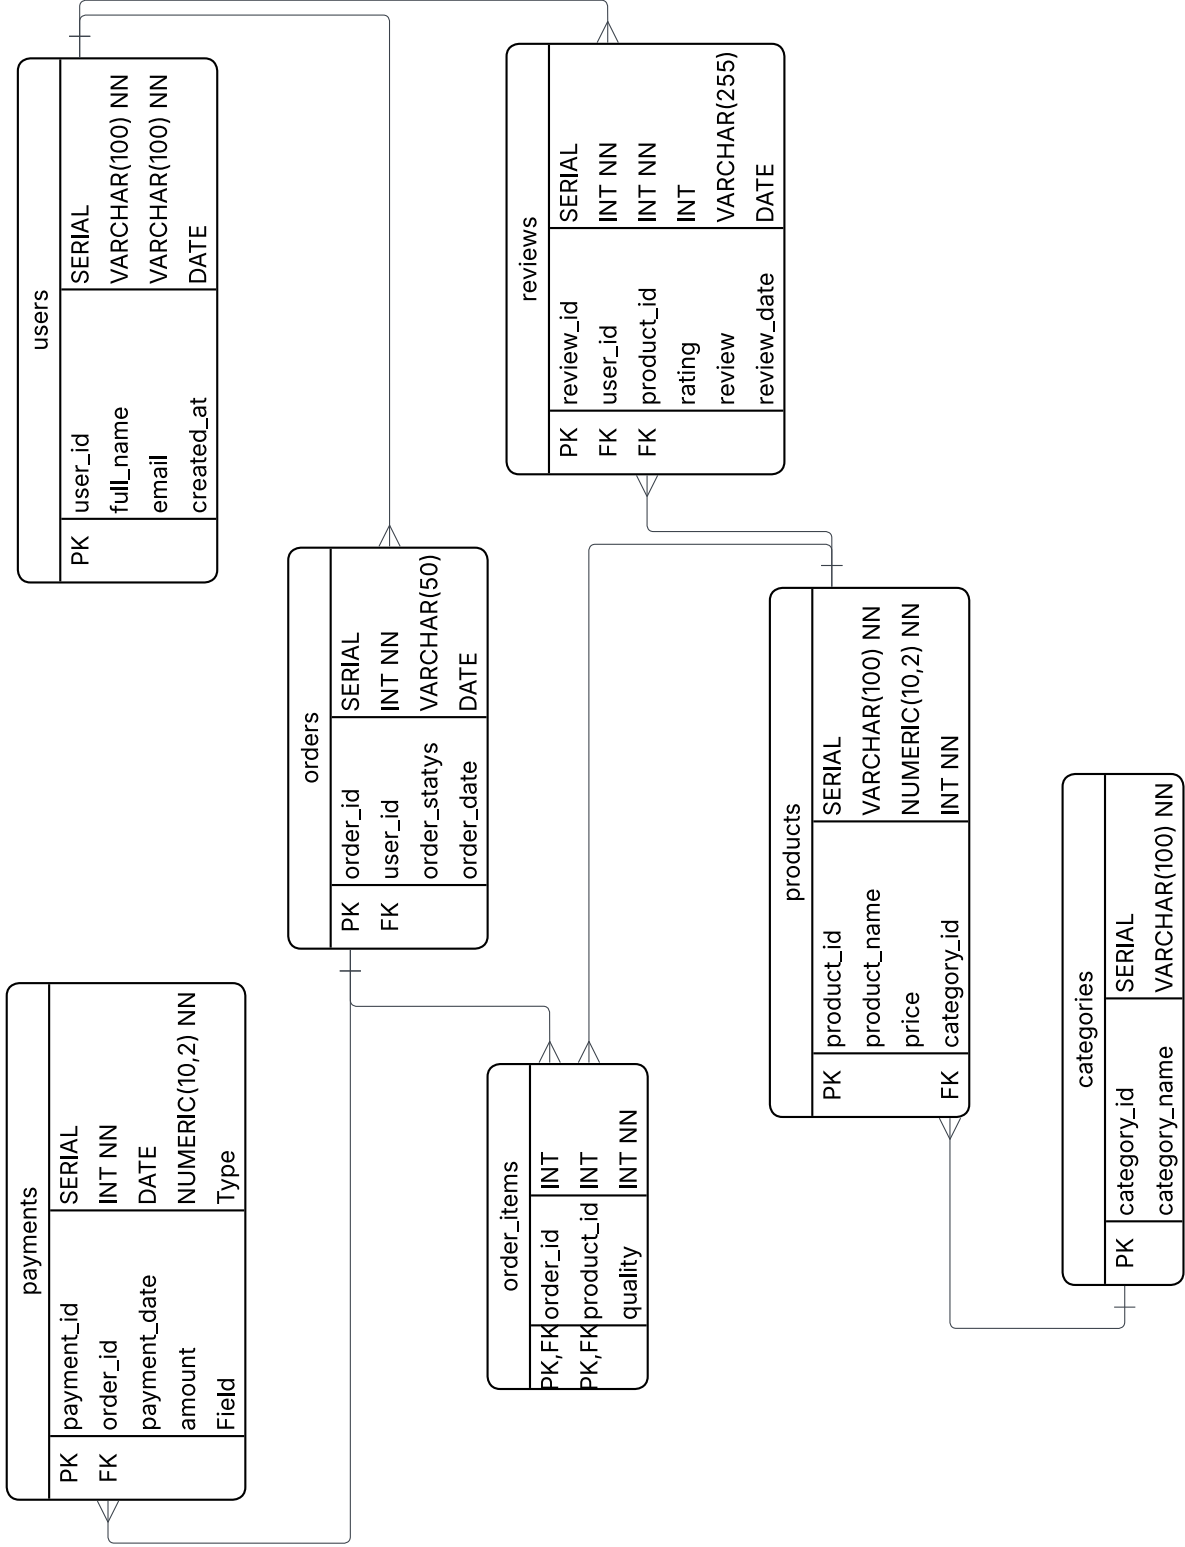 users
PK user_id SERIAL
full_name VARCHAR(100) NN
email VARCHAR(100) NN
created_at DATE
reviews
PK review_id SERIAL
FK user_id INT NN
FK product_id INT NN
rating INT
review VARCHAR(255)
review_date DATE
orders
PK order_id SERIAL
FK user_id INT NN
order_statys VARCHAR(50)
order_date DATE
products
PK product_id SERIAL
product_name VARCHAR(100) NN
price NUMERIC(10,2) NN
FK category_id INT NN
categories
PK category_id SERIAL
category_name VARCHAR(100) NN
payments
PK payment_id SERIAL
FK order_id INT NN
payment_date DATE
amount NUMERIC(10,2) NN
Field Type
order_items
PK,FK order_id INT
PK,FK product_id INT
quality INT NN